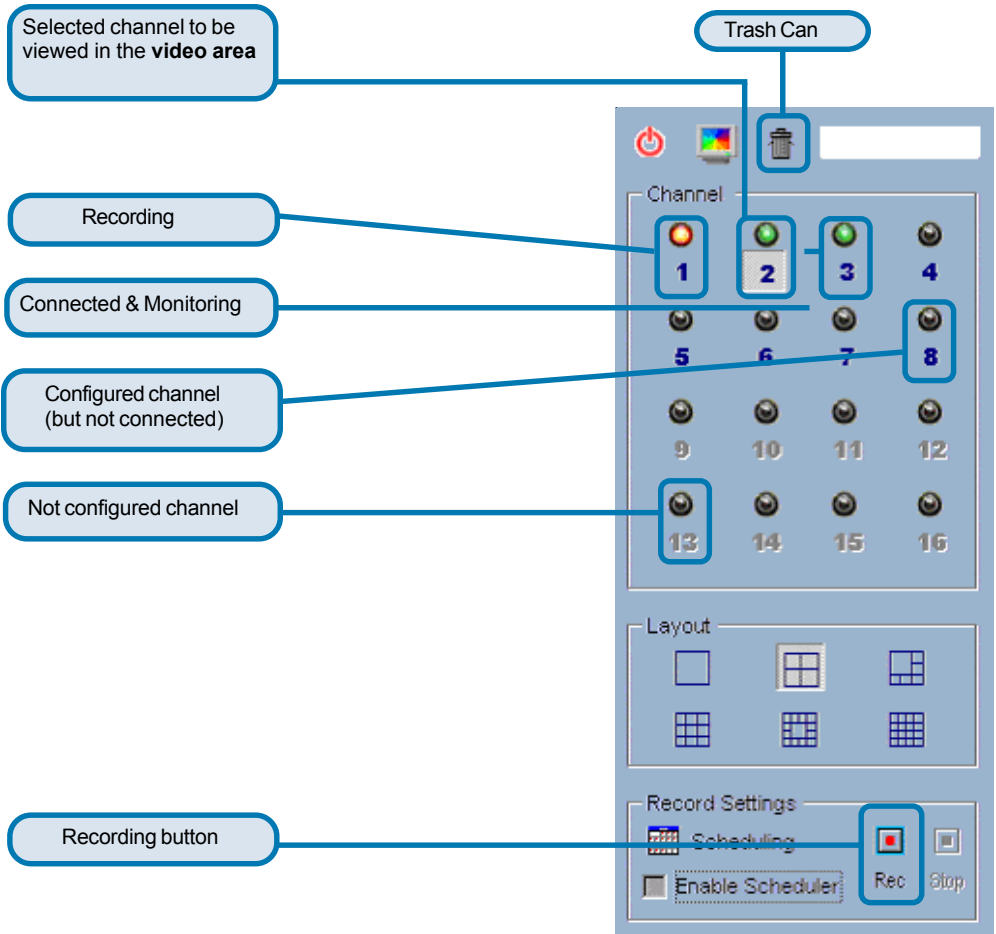 Selected channel to be
viewed in the video area
Trash Can
Recording
Connected & Monitoring
Configured channel
(but not connected)
Not configured channel
Recording button
Channel
1 2 3 4
5 6 7 8
9 10 11 12
13 14 15 16
Layout
Record Settings
Scheduling
Enable Scheduler
Rec Stop